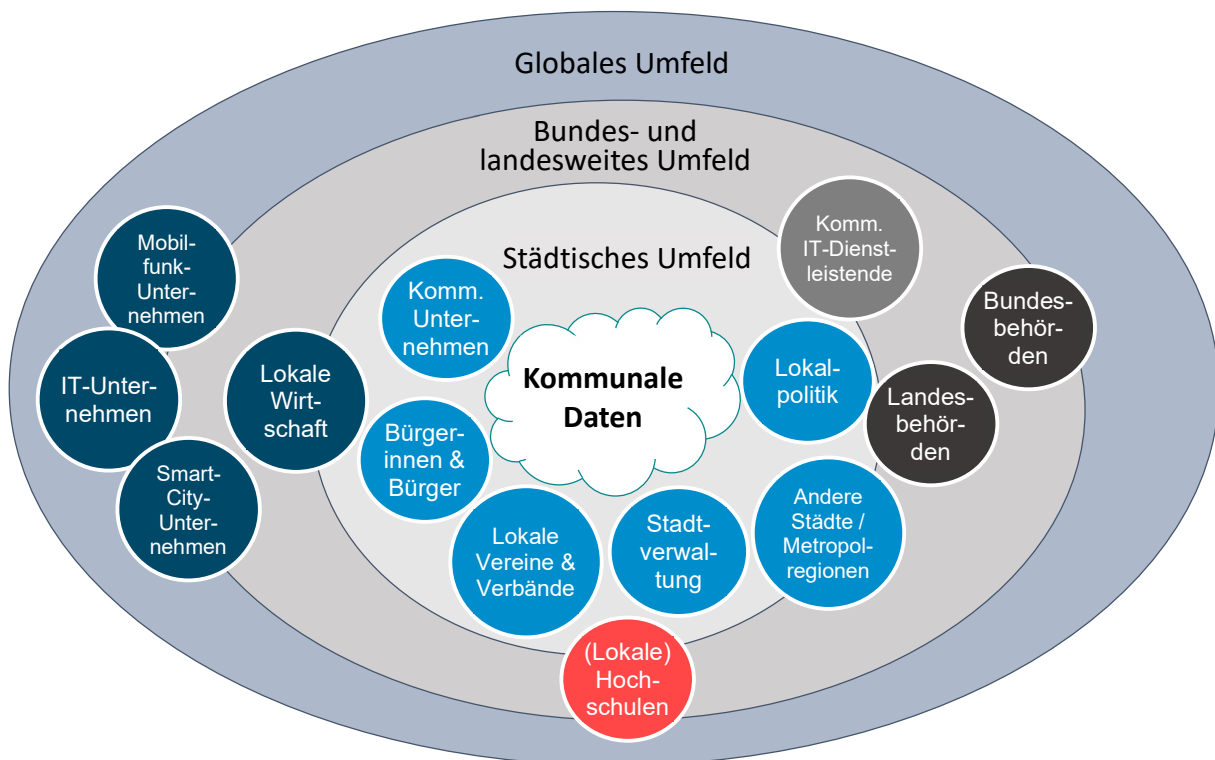 Globales Umfeld
Bundes- und
landesweites Umfeld
Städtisches Umfeld
Mobil-
funk-
Unter-
nehmen
IT-Unter-
nehmen
Smart-
City-
Unter-
nehmen
Lokale
Wirt-
schaft
Komm.
Unter-
nehmen
Bürger-
innen &
Bürger
Lokale
Vereine &
Verbände
Kommunale
Daten
Stadt-
verwal-
tung
(Lokale)
Hoch-
schulen
Komm.
IT-Dienst-
leistende
Lokal-
politik
Andere
Städte /
Metropol-
regionen
Landes-
behör-
den
Bundes-
behör-
den